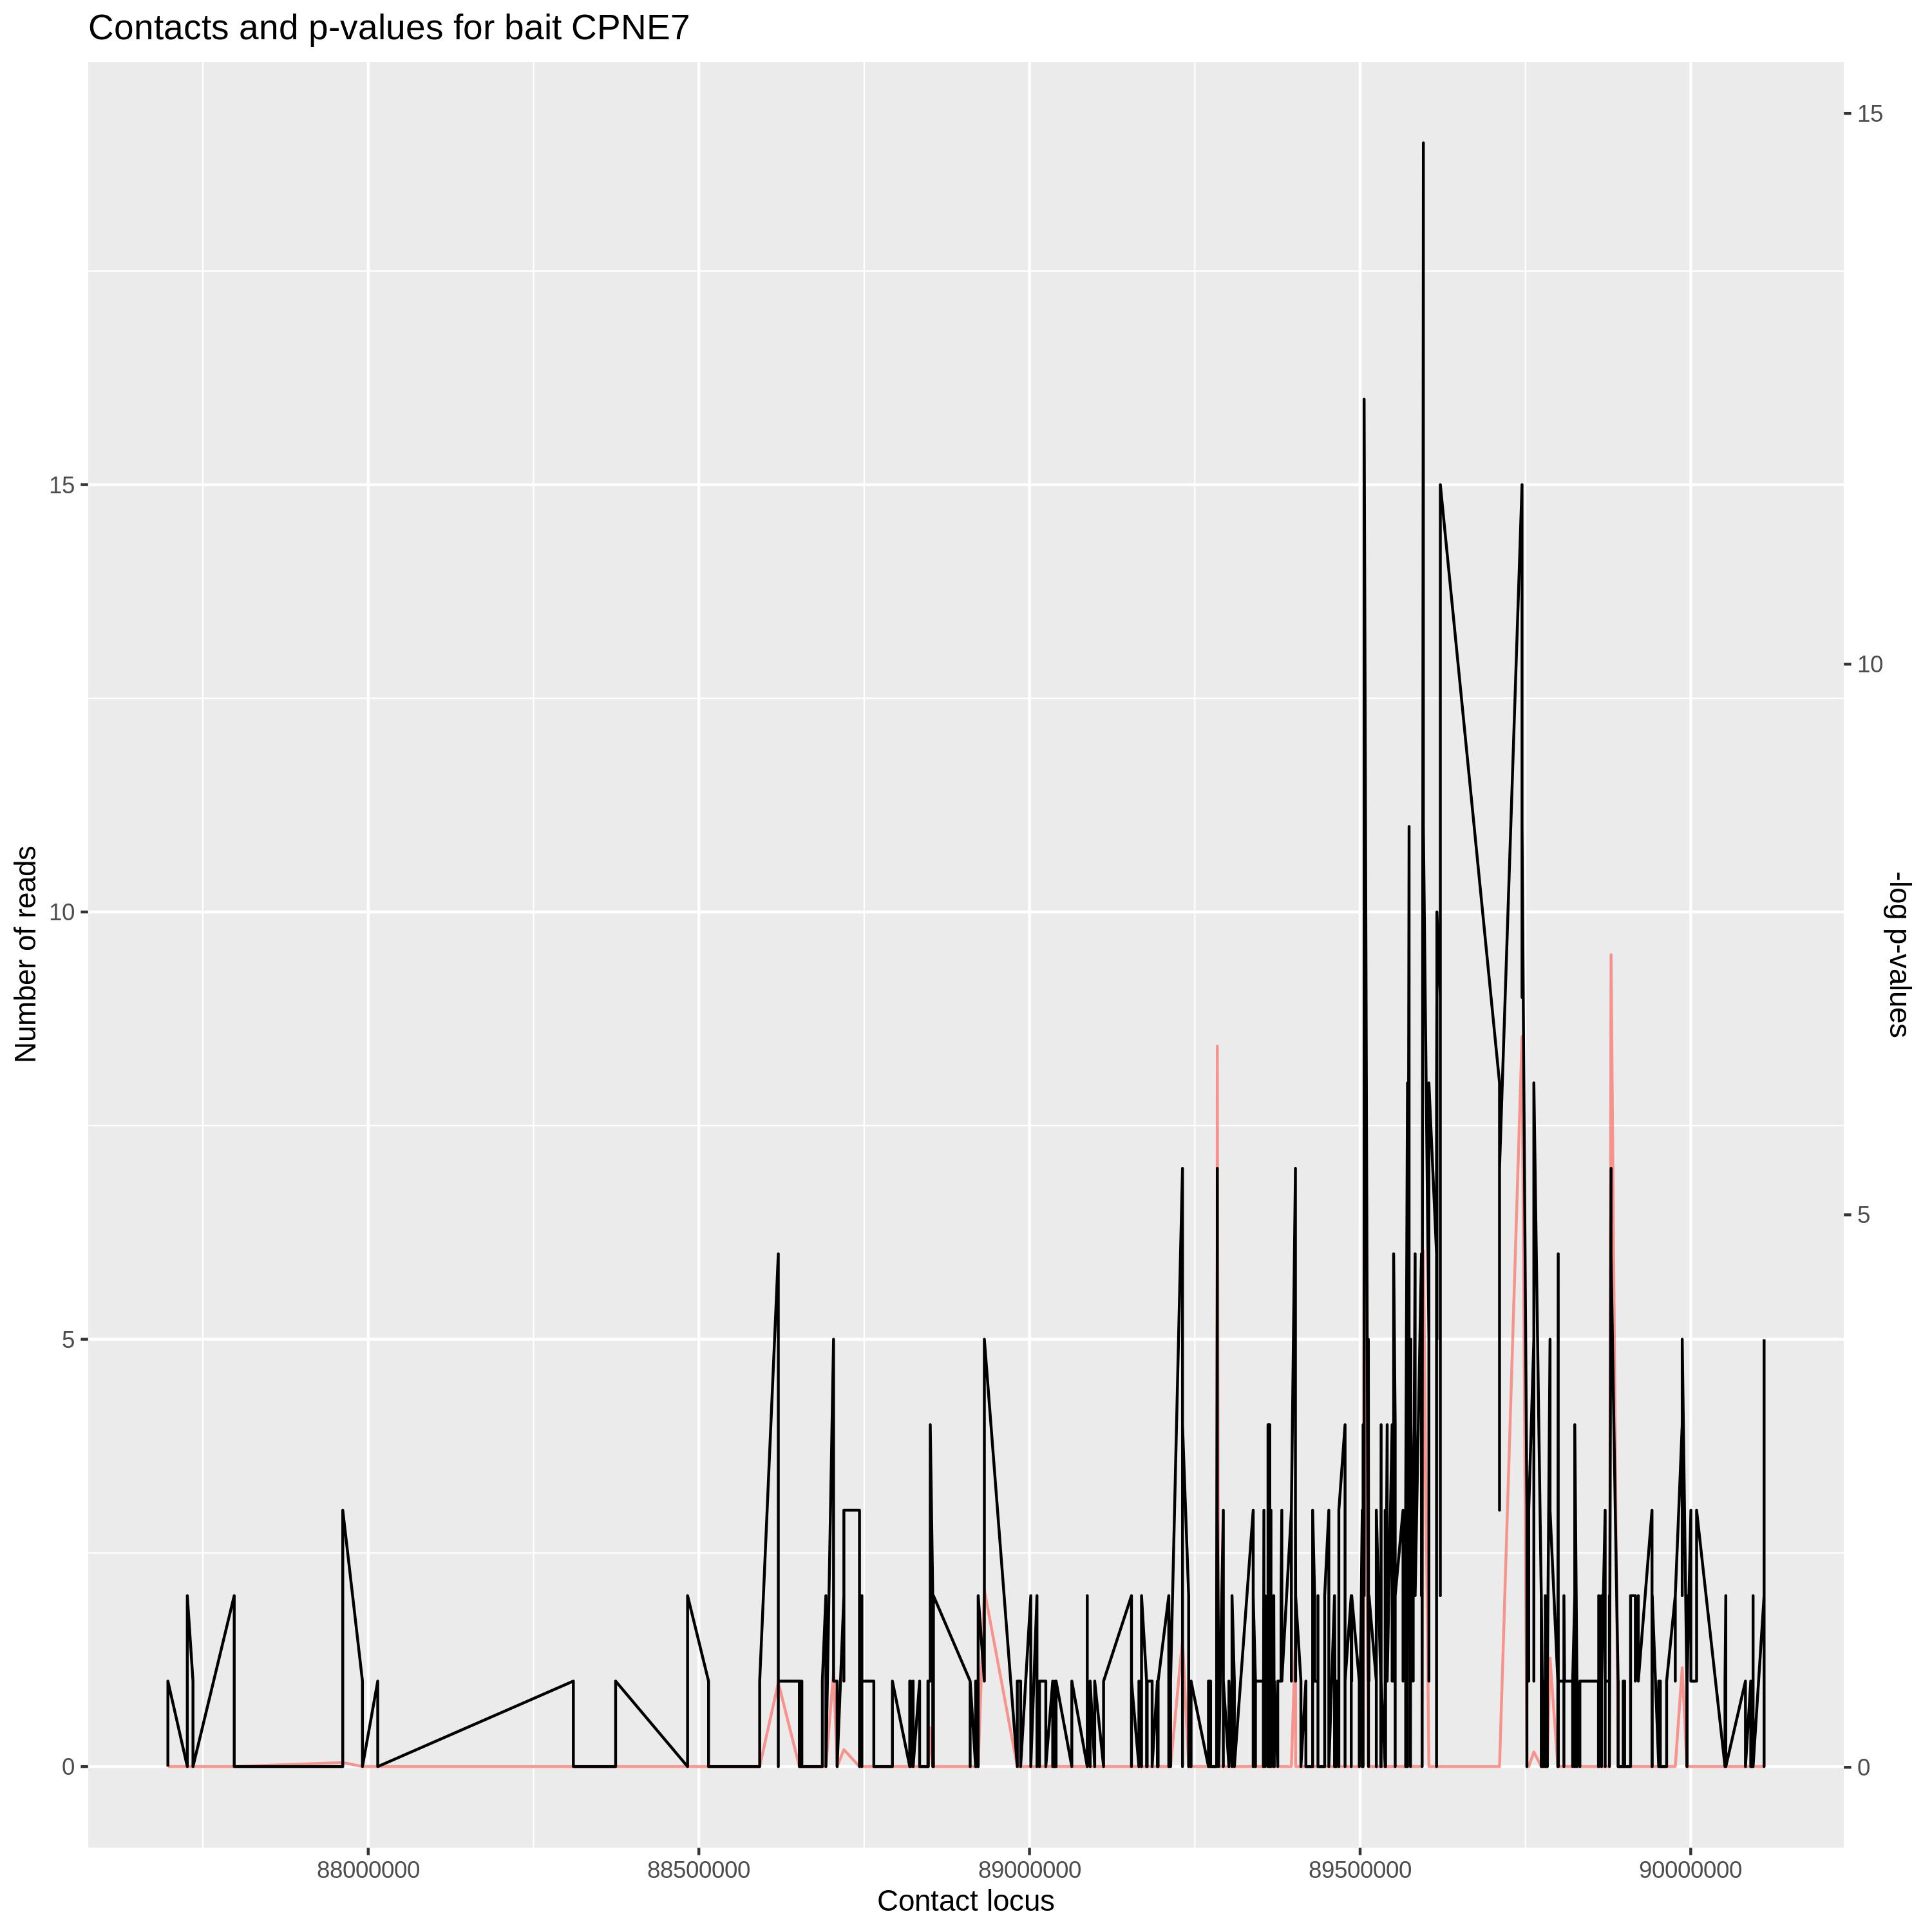 Contacts and p-values for bait CPNE7
Number of reads
15
10
5
0
15
10
5
0
-log p-values
88000000 88500000 89000000 89500000 90000000
Contact locus